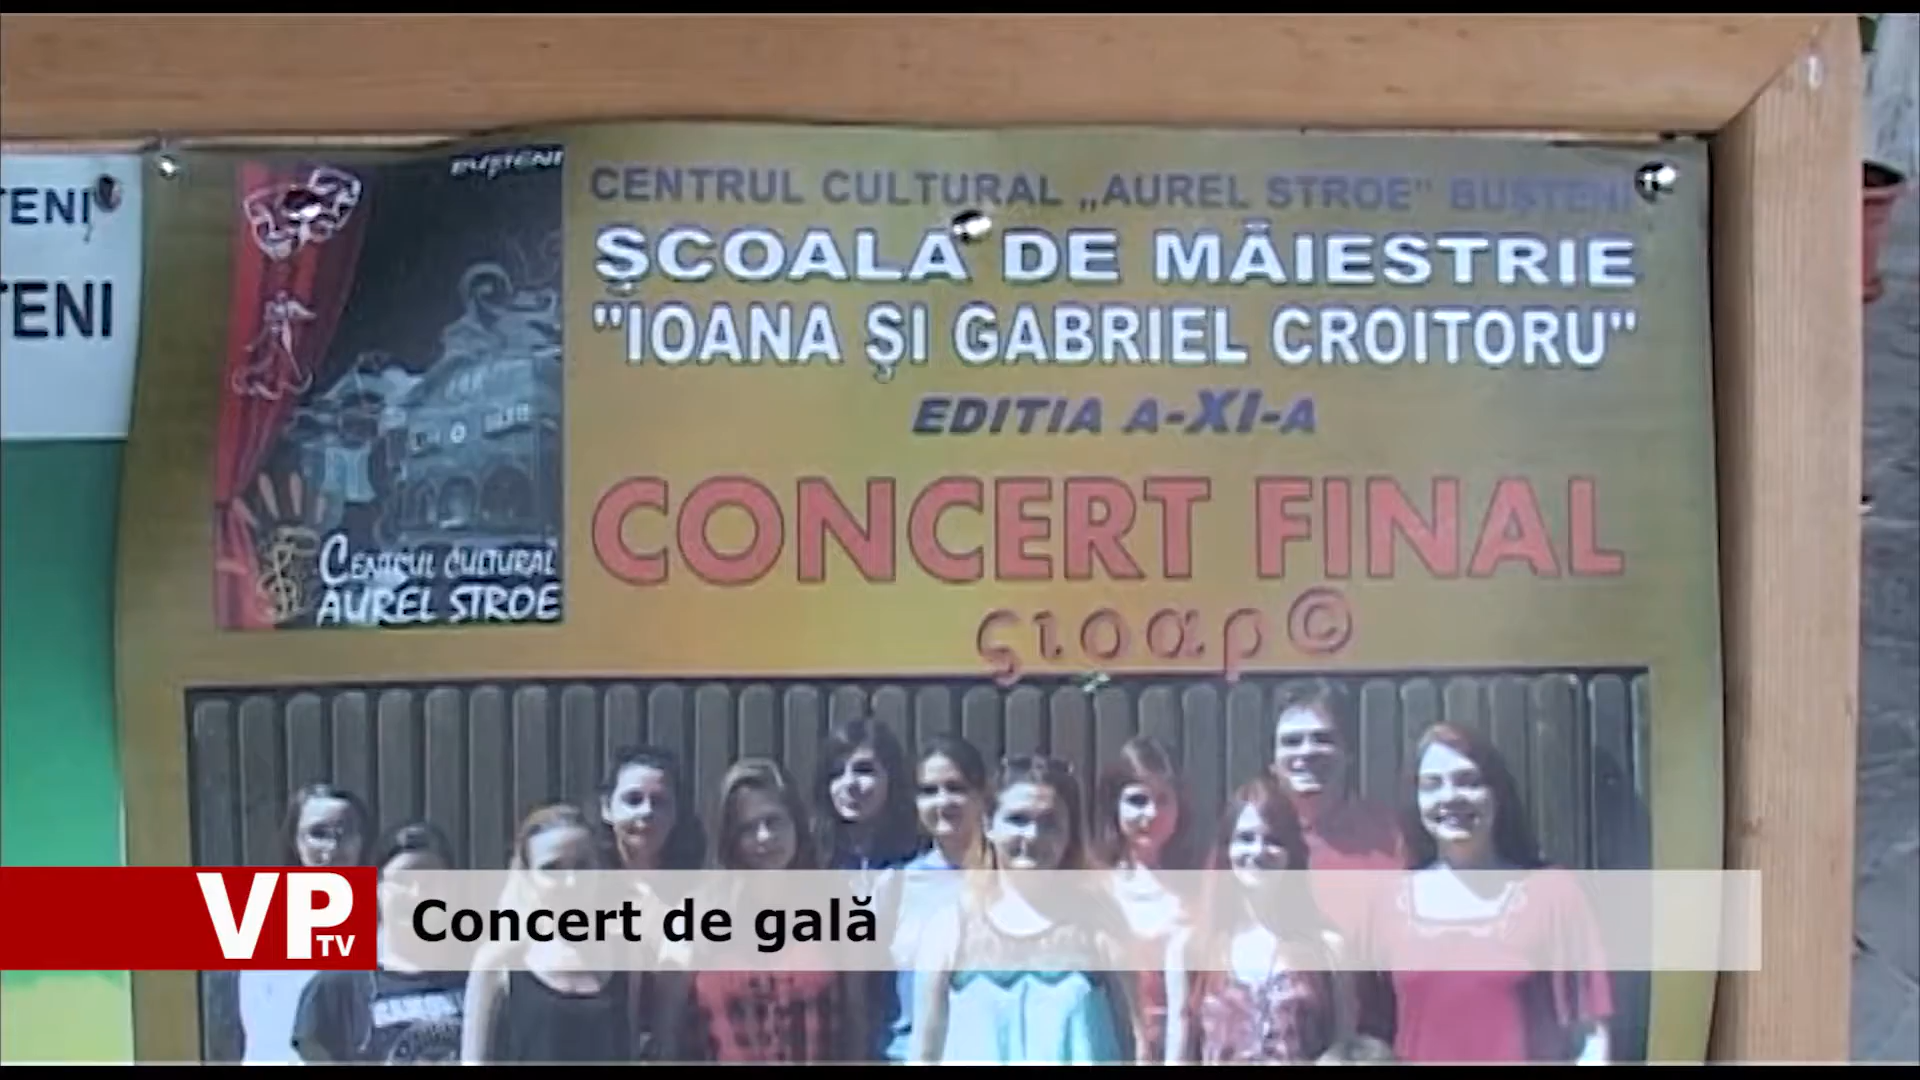 TENI
TENI
BUȘTENI
CENTRUL CULTURAL
AUREL STROE
CENTRUL CULTURAL „AUREL STROE" BUȘTENI
ȘCOALA DE MĂIESTRIE
"IOANA ȘI GABRIEL CROITORU"
EDITIA A-XI-A
CONCERT FINAL
ςιοαρ©
VP TV
Concert de gală